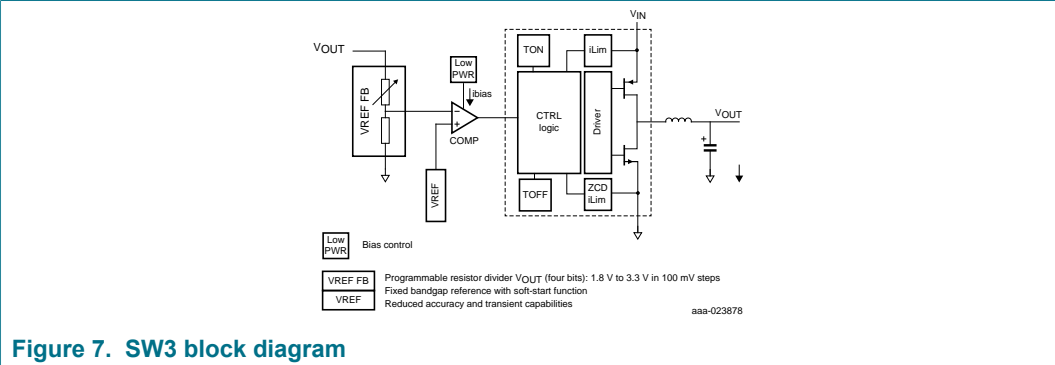 VIN
VOUT
TON
iLim
Low
PWR
ibias
VREF FB
CTRL
logic
Driver
VOUT
−
+
COMP
+
VREF
TOFF
ZCD
iLim
Low
PWR
Bias control
VREF FB
Programmable resistor divider VOUT (four bits): 1.8 V to 3.3 V in 100 mV steps
Fixed bandgap reference with soft-start function
VREF
Reduced accuracy and transient capabilities
aaa-023878
Figure 7. SW3 block diagram